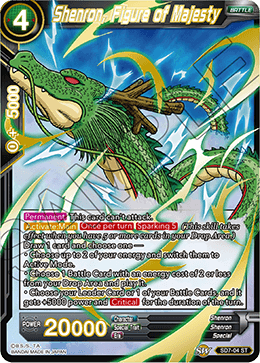 BATTLE
4
Shenron, Figure of Majesty
0 + 5000
Permanent This card can't attack.
Activate Main Once per turn Sparking 5 (This skill takes
effect when you have 5 or more cards in your Drop Area.)
Draw 1 card and choose one —
• Choose up to 2 of your energy and switch them to
Active Mode.
• Choose 1 Battle Card with an energy cost of 2 or less
from your Drop Area and play it.
• Choose your Leader Card or 1 of your Battle Cards, and it
gets +5000 power and Critical for the duration of the turn.
©B.S./S., T.A.
BANDAI MADE IN JAPAN
POWER
20000
Character
Special Trait
Era
Shenron
Shenron
Special
SD7-04 ST